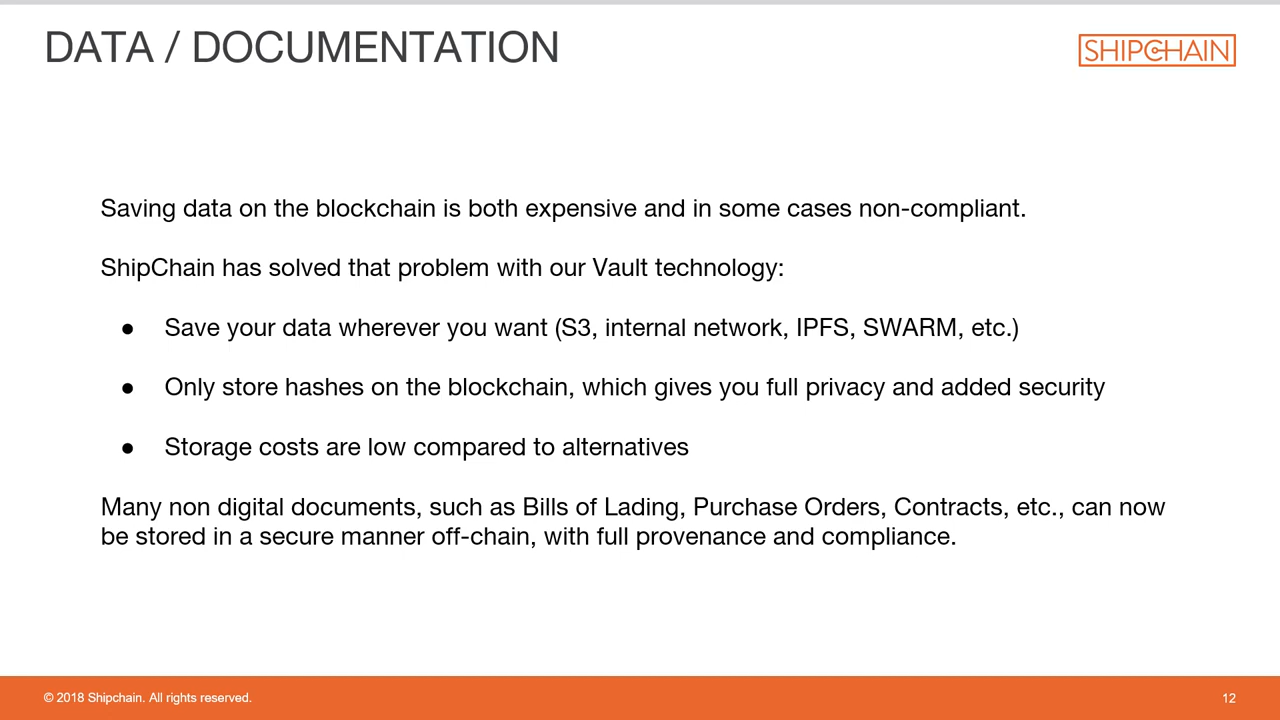 DATA / DOCUMENTATION
SHIPCHAIN
Saving data on the blockchain is both expensive and in some cases non-compliant.
ShipChain has solved that problem with our Vault technology:
● Save your data wherever you want (S3, internal network, IPFS, SWARM, etc.)
● Only store hashes on the blockchain, which gives you full privacy and added security
● Storage costs are low compared to alternatives
Many non digital documents, such as Bills of Lading, Purchase Orders, Contracts, etc., can now
be stored in a secure manner off-chain, with full provenance and compliance.
© 2018 Shipchain. All rights reserved.
12